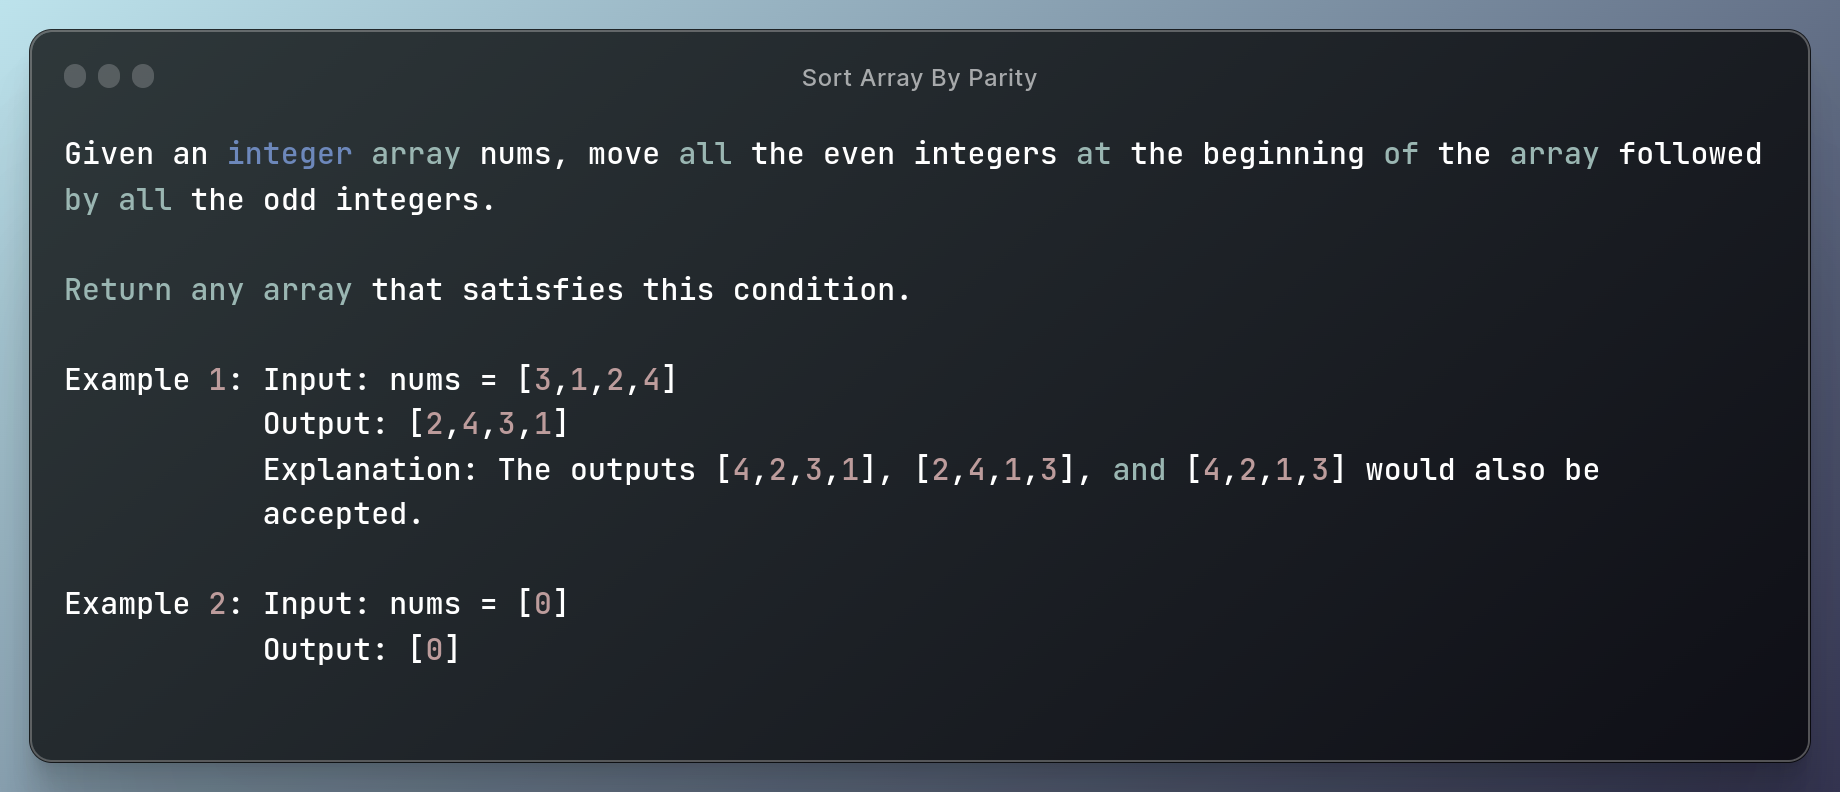 Sort Array By Parity
Given an integer array nums, move all the even integers at the beginning of the array followed
by all the odd integers.
Return any array that satisfies this condition.
Example 1: Input: nums = [3,1,2,4]
Output: [2,4,3,1]
Explanation: The outputs [4,2,3,1], [2,4,1,3], and [4,2,1,3] would also be
accepted.
Example 2: Input: nums = [0]
Output: [0]